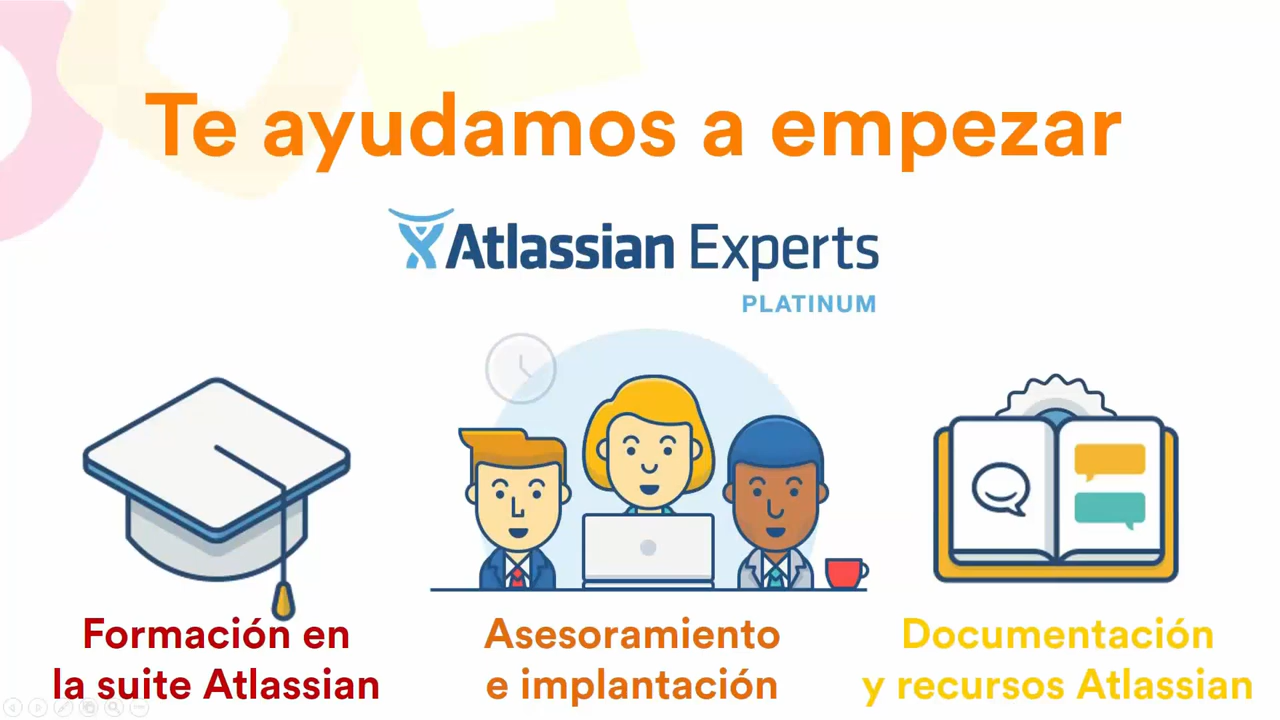 Te ayudamos a empezar
Atlassian Experts
PLATINUM
Formación en
la suite Atlassian
Asesoramiento
e implantación
Documentación
y recursos Atlassian